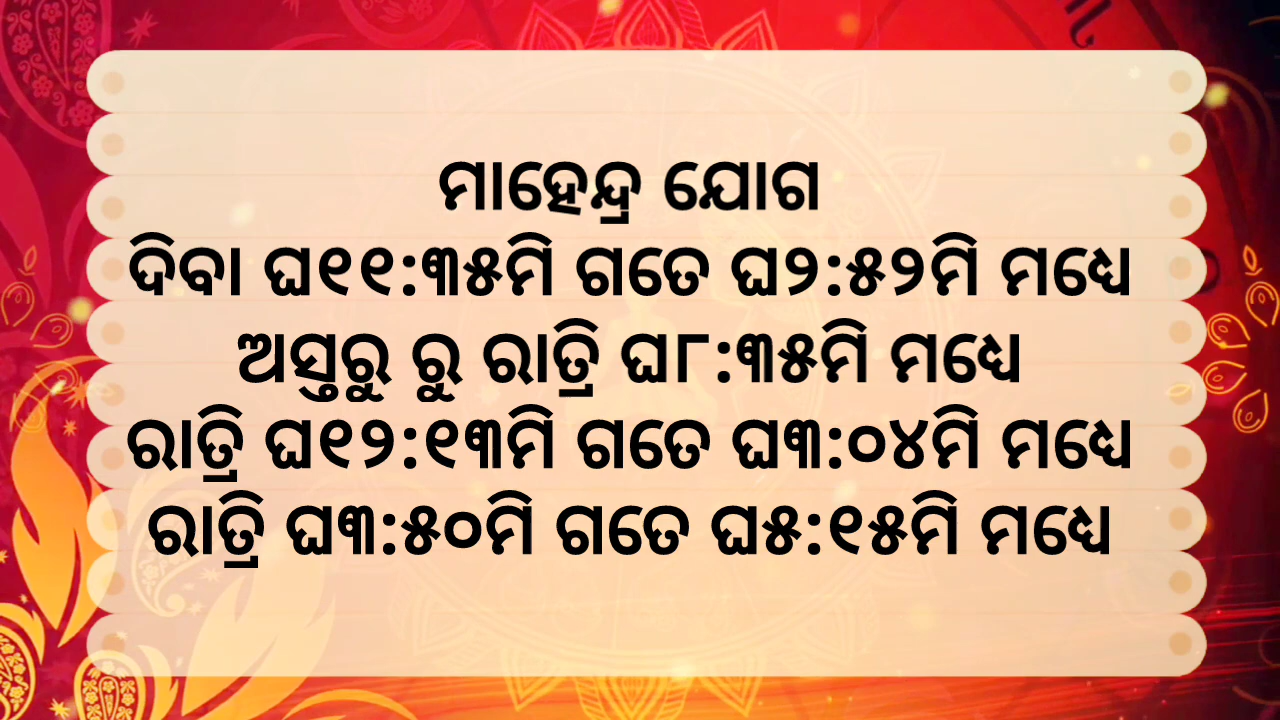 ମାହେନ୍ଦ୍ର ଯୋଗ
ଦିବା ଘ୧୧:୩୫ମି ଗତେ ଘ୨:୫୨ମି ମଧ୍ୟେ
ଅସ୍ତରୁ ରୁ ରାତ୍ରି ଘ୮:୩୫ମି ମଧ୍ୟେ
ରାତ୍ରି ଘ୧୨:୧୩ମି ଗତେ ଘ୩:୦୪ମି ମଧ୍ୟେ
ରାତ୍ରି ଘ୩:୫୦ମି ଗତେ ଘ୫:୧୫ମି ମଧ୍ୟେ